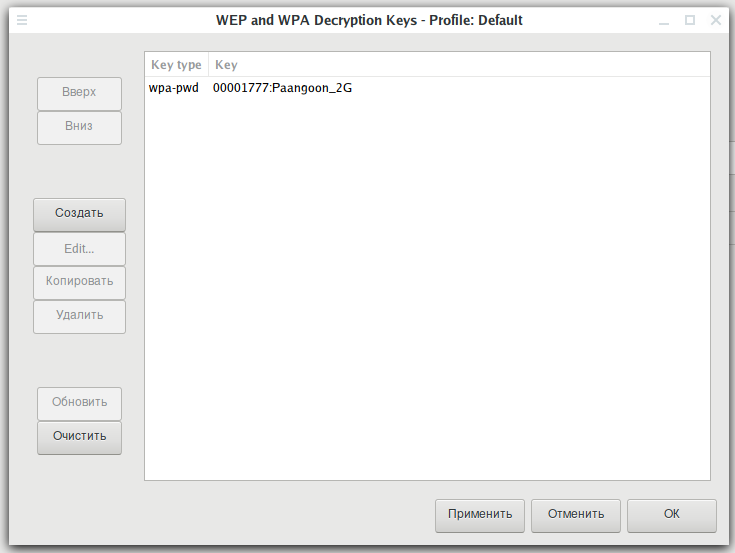 WEP and WPA Decryption Keys - Profile: Default
Key type Key
wpa-pwd 00001777:Paangoon_2G
Вверх
Вниз
Создать
Edit...
Копировать
Удалить
Обновить
Очистить
Применить Отменить OK